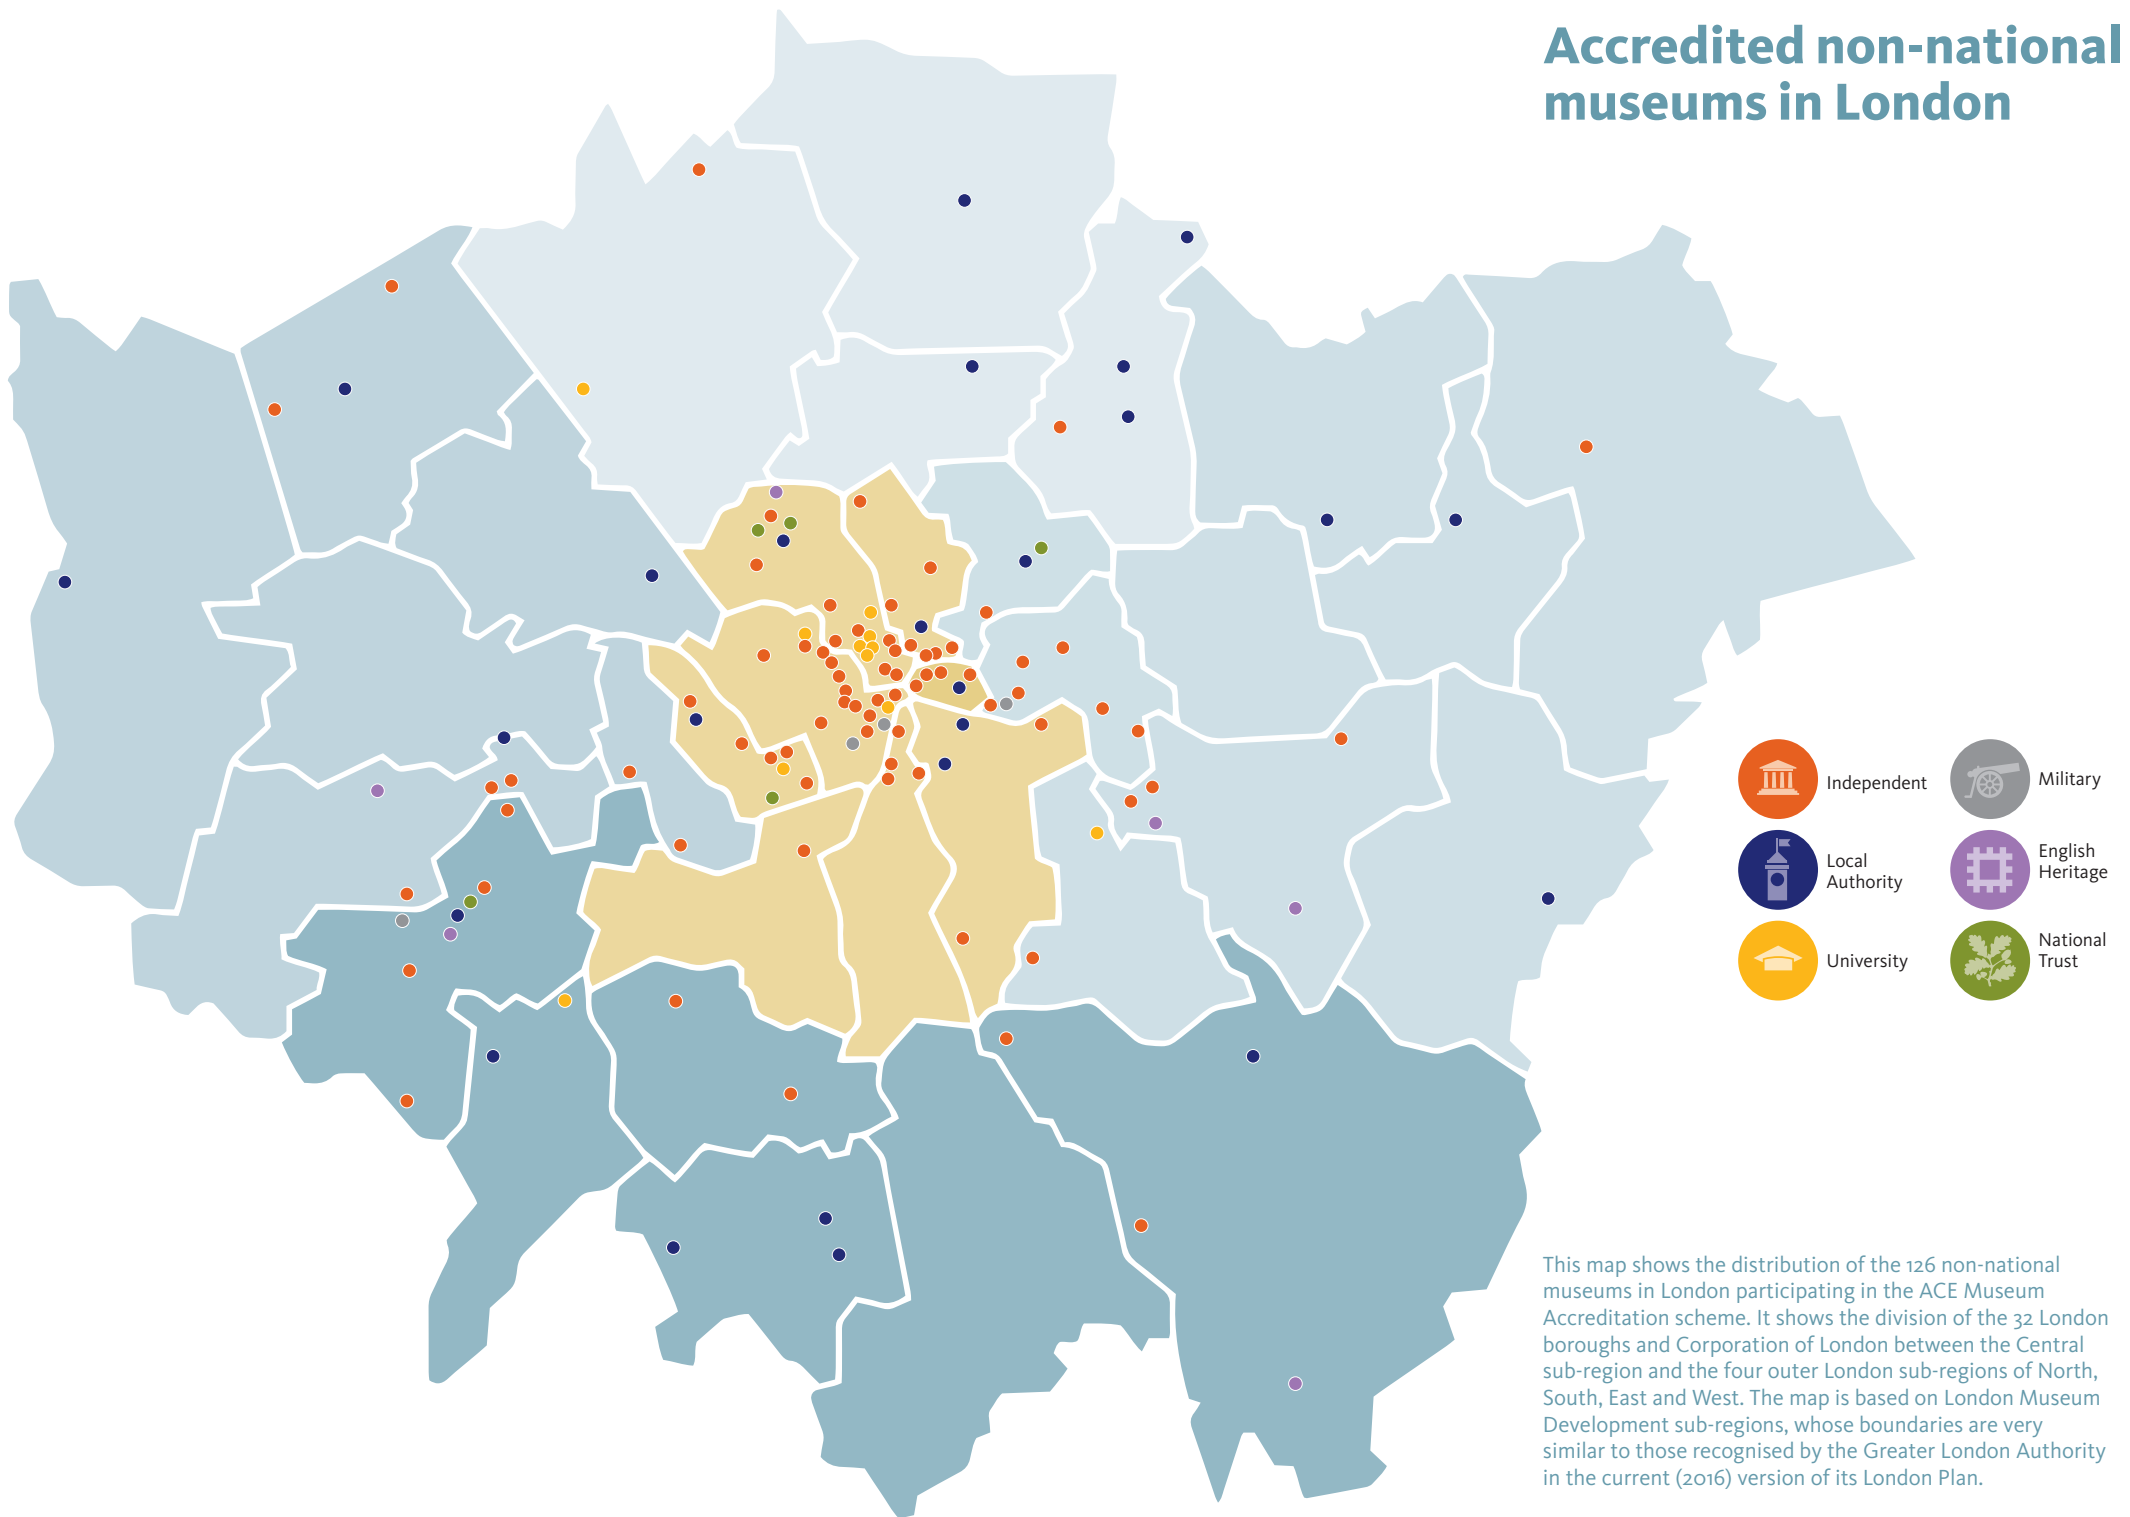 Accredited non-national
museums in London
Independent
Military
Local
Authority
English
Heritage
University
National
Trust
This map shows the distribution of the 126 non-national
museums in London participating in the ACE Museum
Accreditation scheme. It shows the division of the 32 London
boroughs and Corporation of London between the Central
sub-region and the four outer London sub-regions of North,
South, East and West. The map is based on London Museum
Development sub-regions, whose boundaries are very
similar to those recognised by the Greater London Authority
in the current (2016) version of its London Plan.